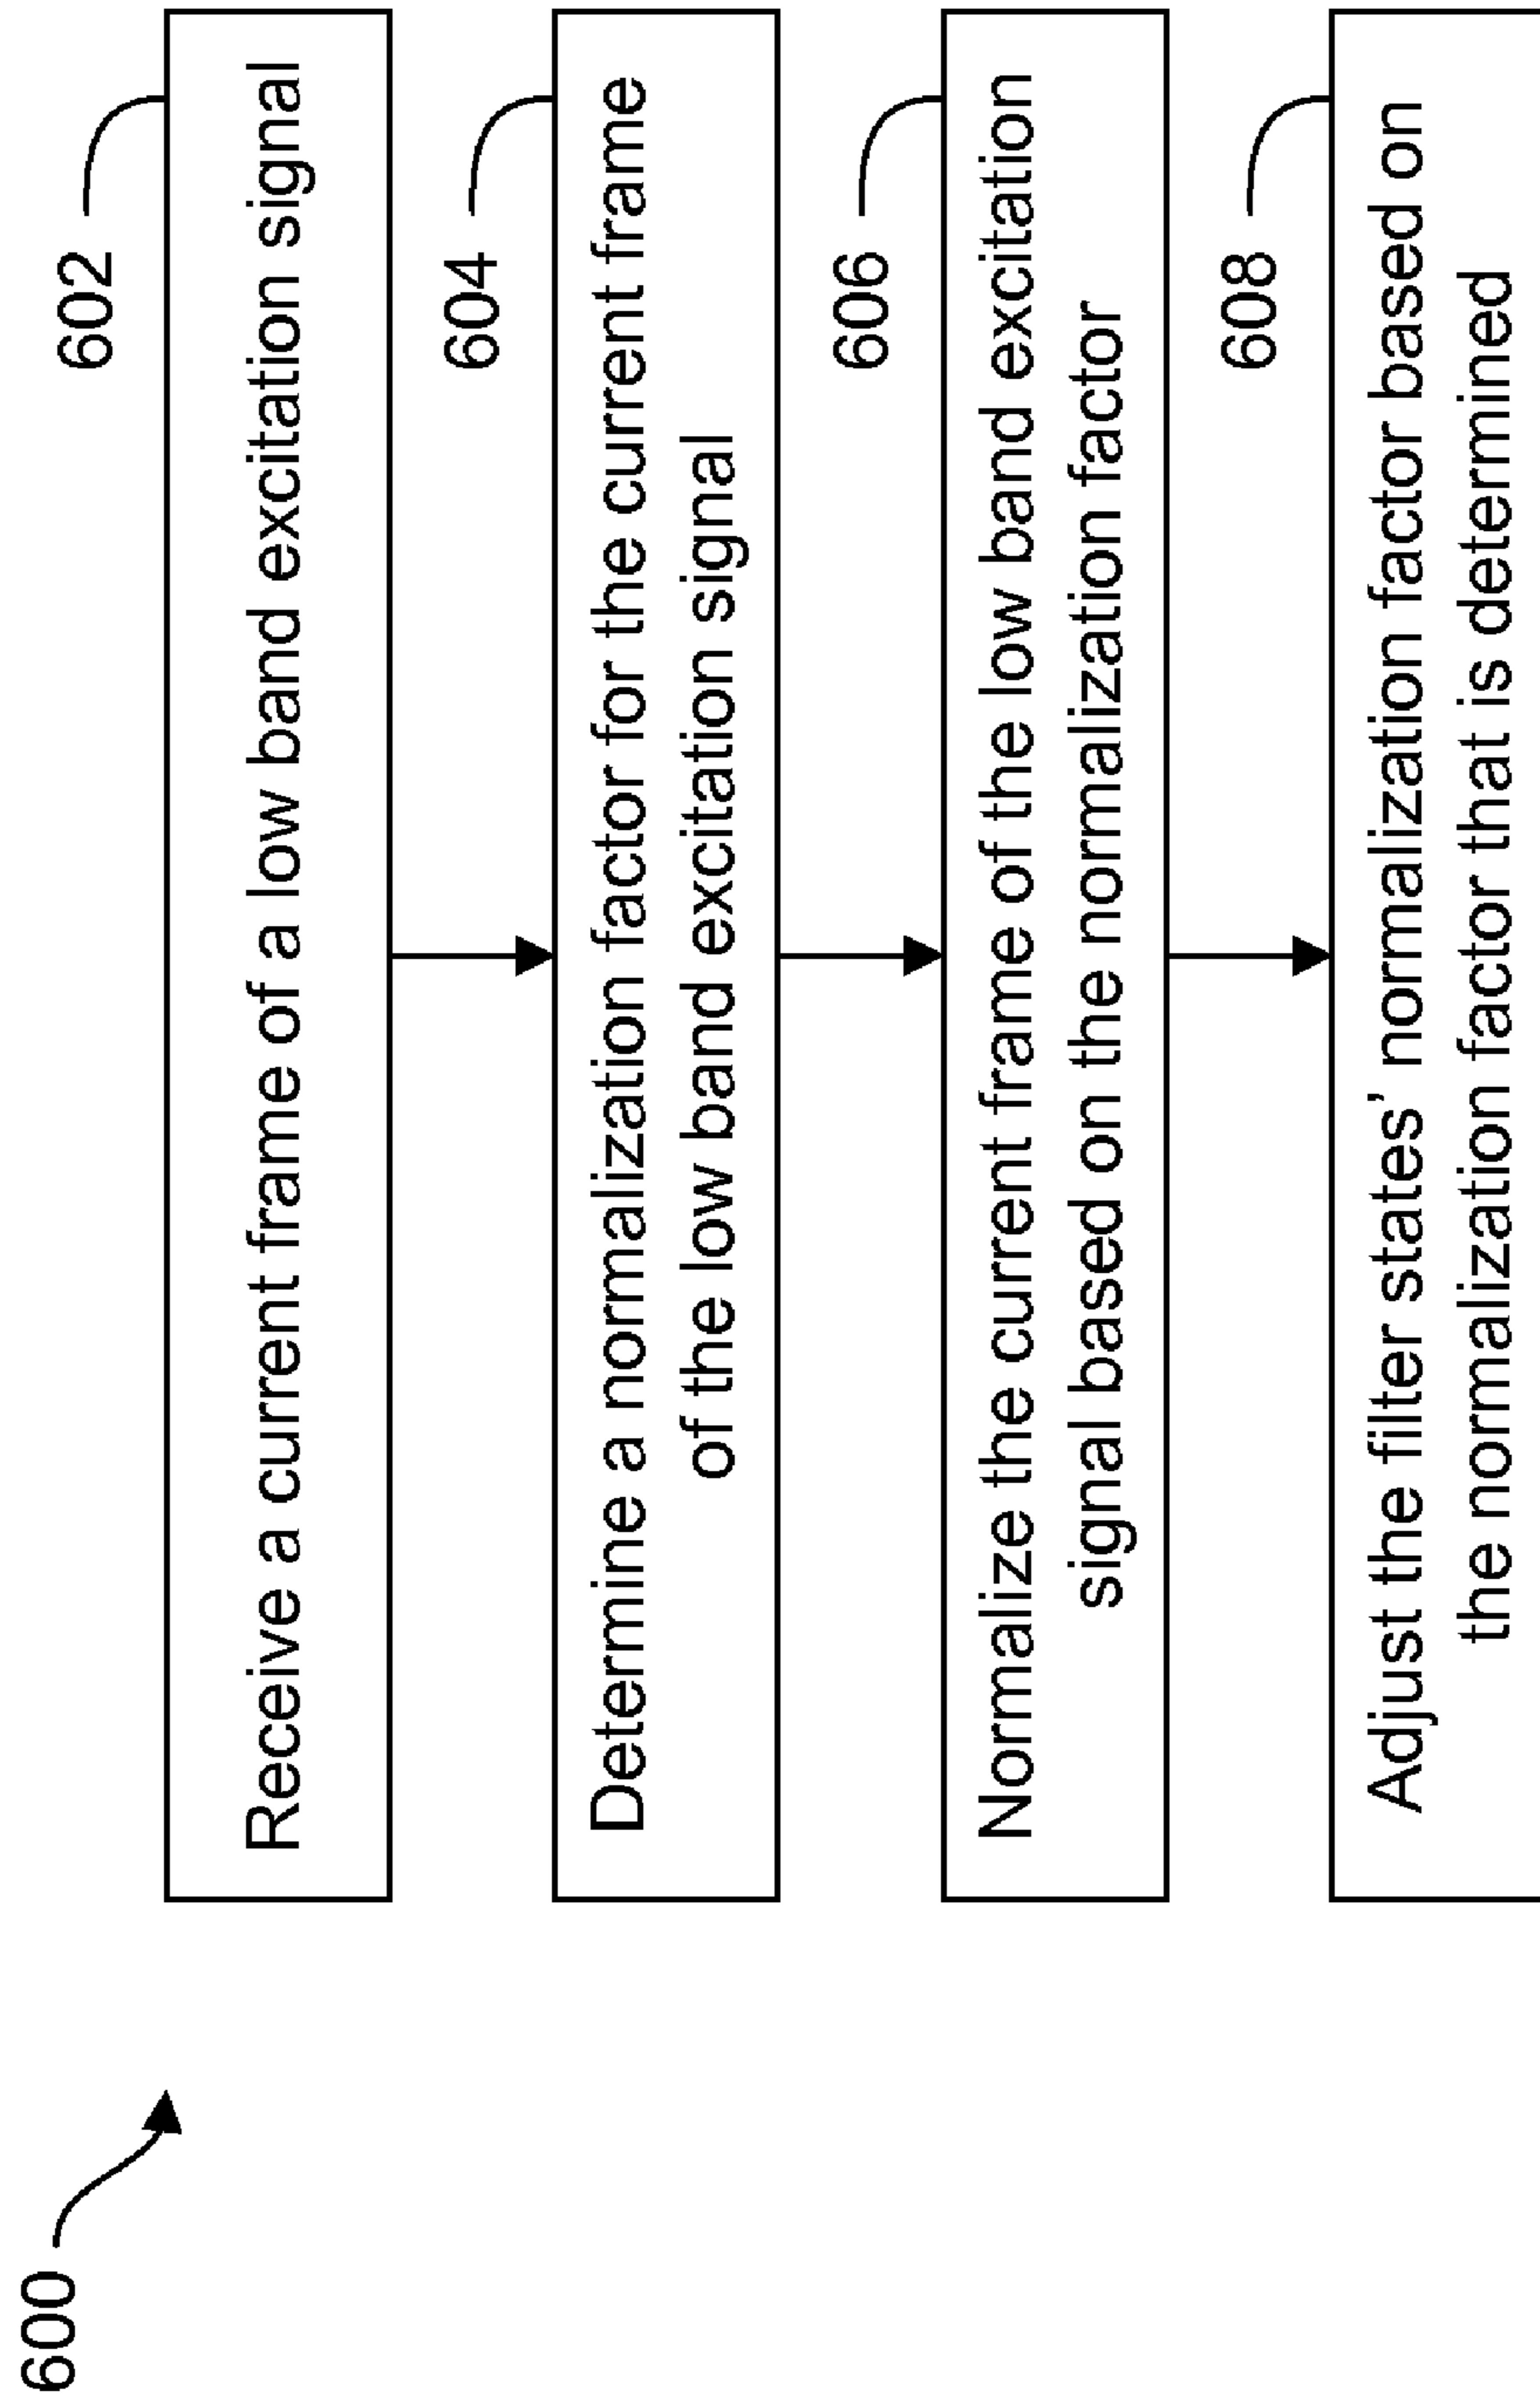 600
602
Receive a current frame of a low band excitation signal
604
Determine a normalization factor for the current frame
of the low band excitation signal
606
Normalize the current frame of the low band excitation
signal based on the normalization factor
608
Adjust the filter states’ normalization factor based on
the normalization factor that is determined